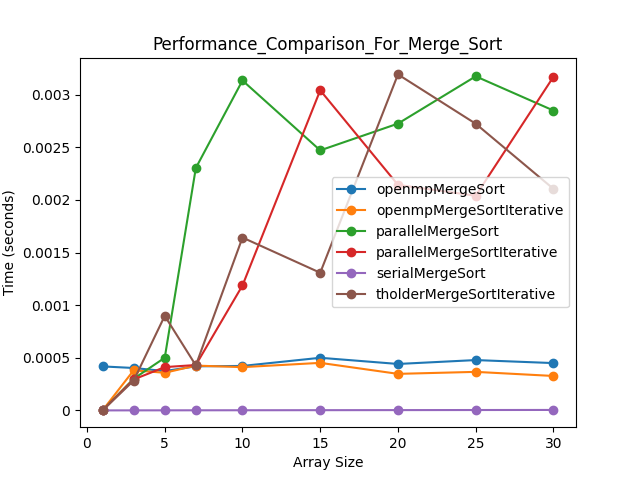 Performance_Comparison_For_Merge_Sort
Time (seconds)
0.003
0.0025
0.002
0.0015
0.001
0.0005
0
openmpMergeSort
openmpMergeSortIterative
parallelMergeSort
parallelMergeSortIterative
serialMergeSort
tholderMergeSortIterative
0 5 10 15 20 25 30
Array Size